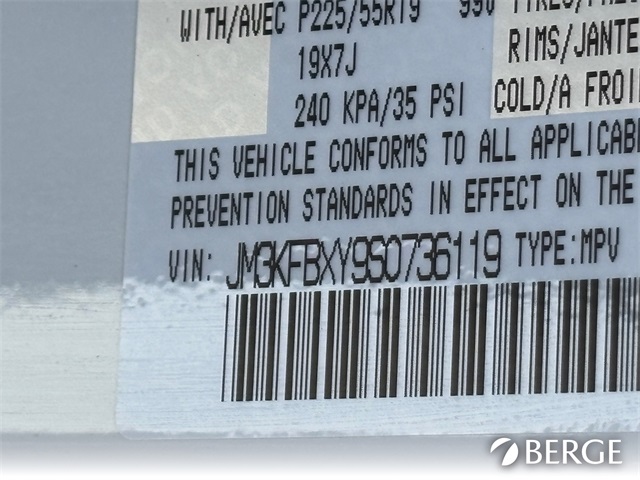 WITH/AVEC P225/55R19
19X7J
RIMS/JANTE
240 KPA/35 PSI COLD/A FROI
THIS VEHICLE CONFORMS TO ALL APPLICAB
PREVENTION STANDARDS IN EFFECT ON THE
VIN: JM3KFBXY9S0736119 TYPE:MPV
BERGE